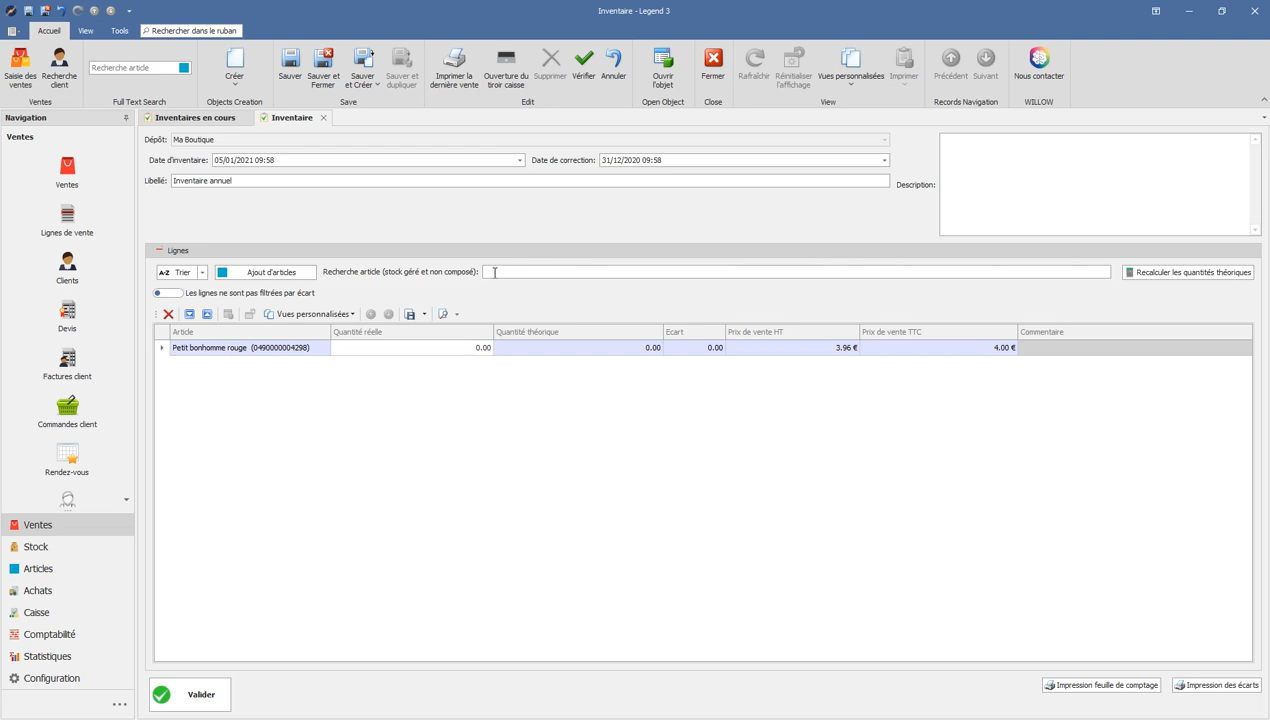 Inventaire - Legend 3
Accueil View Tools Rechercher dans le ruban
Saisie des ventes
Recherche client
Recherche article
Créer
Sauver
Sauver et Fermer
Sauver et Créer
Sauver et dupliquer
Imprimer la dernière vente
Ouverture du tiroir caisse
Supprimer
Vérifier
Annuler
Ouvrir l'objet
Fermer
Rafraîchir
Réinitialiser l'affichage
Vues personnalisées
Imprimer
Précédent
Suivant
Nous contacter
Ventes Full Text Search Objects Creation Save Edit Open Object Close View Records Navigation WILLOW
Navigation
Inventaires en cours Inventaire
Ventes
Ventes
Lignes de vente
Clients
Devis
Factures client
Commandes client
Rendez-vous
Ventes
Stock
Articles
Achats
Caisse
Comptabilité
Statistiques
Configuration
Dépôt: Ma Boutique
Date d'inventaire: 05/01/2021 09:58 Date de correction: 31/12/2020 09:58
Libellé: Inventaire annuel
Description:
Lignes
A-Z Trier Ajout d'articles Recherche article (stock géré et non composé): Recalculer les quantités théoriques
Les lignes ne sont pas filtrées par écart
Vues personnalisées
Article Quantité réelle Quantité théorique Ecart Prix de vente HT Prix de vente TTC Commentaire
Petit bonhomme rouge (0490000004298) 0.00 0.00 0.00 3.96 € 4.00 €
Valider Impression feuille de comptage Impression des écarts